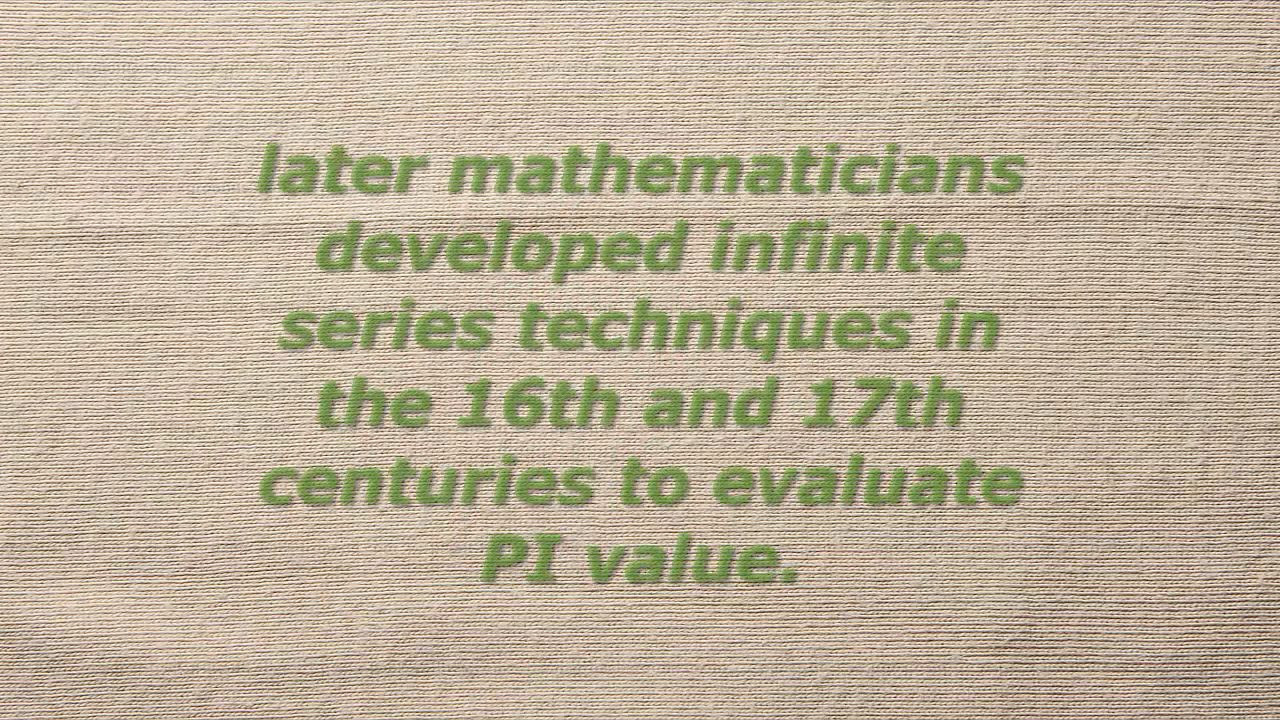 later mathematicians
developed infinite
series techniques in
the 16th and 17th
centuries to evaluate
PI value.